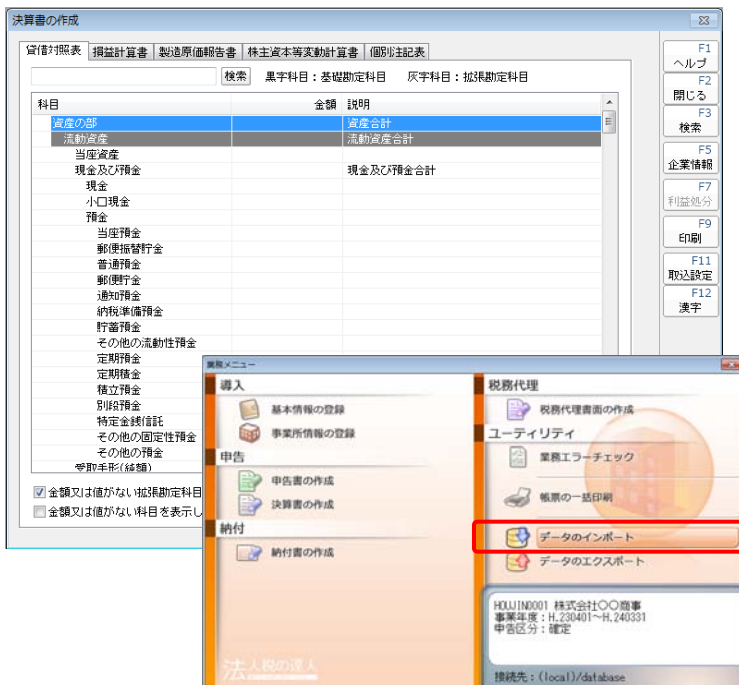 決算書の作成
貸借対照表 損益計算書 製造原価報告書 株主資本等変動計算書 個別注記表
検索 黒字科目：基礎勘定科目 灰字科目：拡張勘定科目
科目 金額 説明
資産の部 資産合計
流動資産 流動資産合計
当座資産
現金及び預金 現金及び預金合計
現金
小口現金
預金
当座預金
郵便振替貯金
普通預金
郵便貯金
通知預金
納税準備預金
貯蓄預金
その他の流動性預金
定期預金
定期積金
積立預金
別段預金
特定金銭信託
その他の固定性預金
その他の預金
受取手形(純額)
金額又は値がない拡張勘定科目
金額又は値がない科目を表示し
F1
ヘルプ
F2
閉じる
F3
検索
F5
企業情報
F7
利益処分
F9
印刷
F11
取込設定
F12
漢字
業務メニュー
導入
基本情報の登録
事業所情報の登録
申告
申告書の作成
決算書の作成
納付
納付書の作成
法人税の達人
税務代理
税務代理書面の作成
ユーティリティ
業務エラーチェック
帳票の一括印刷
データのインポート
データのエクスポート
HOUJIN0001 株式会社〇〇商事
事業年度：H.230401～H.240331
申告区分：確定
接続先：(local)/database